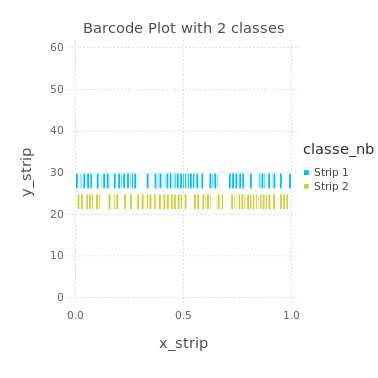 Barcode Plot with 2 classes
60
50
40
30
20
10
0
y_strip
0.0 0.5 1.0
x_strip
classe_nb
Strip 1
Strip 2